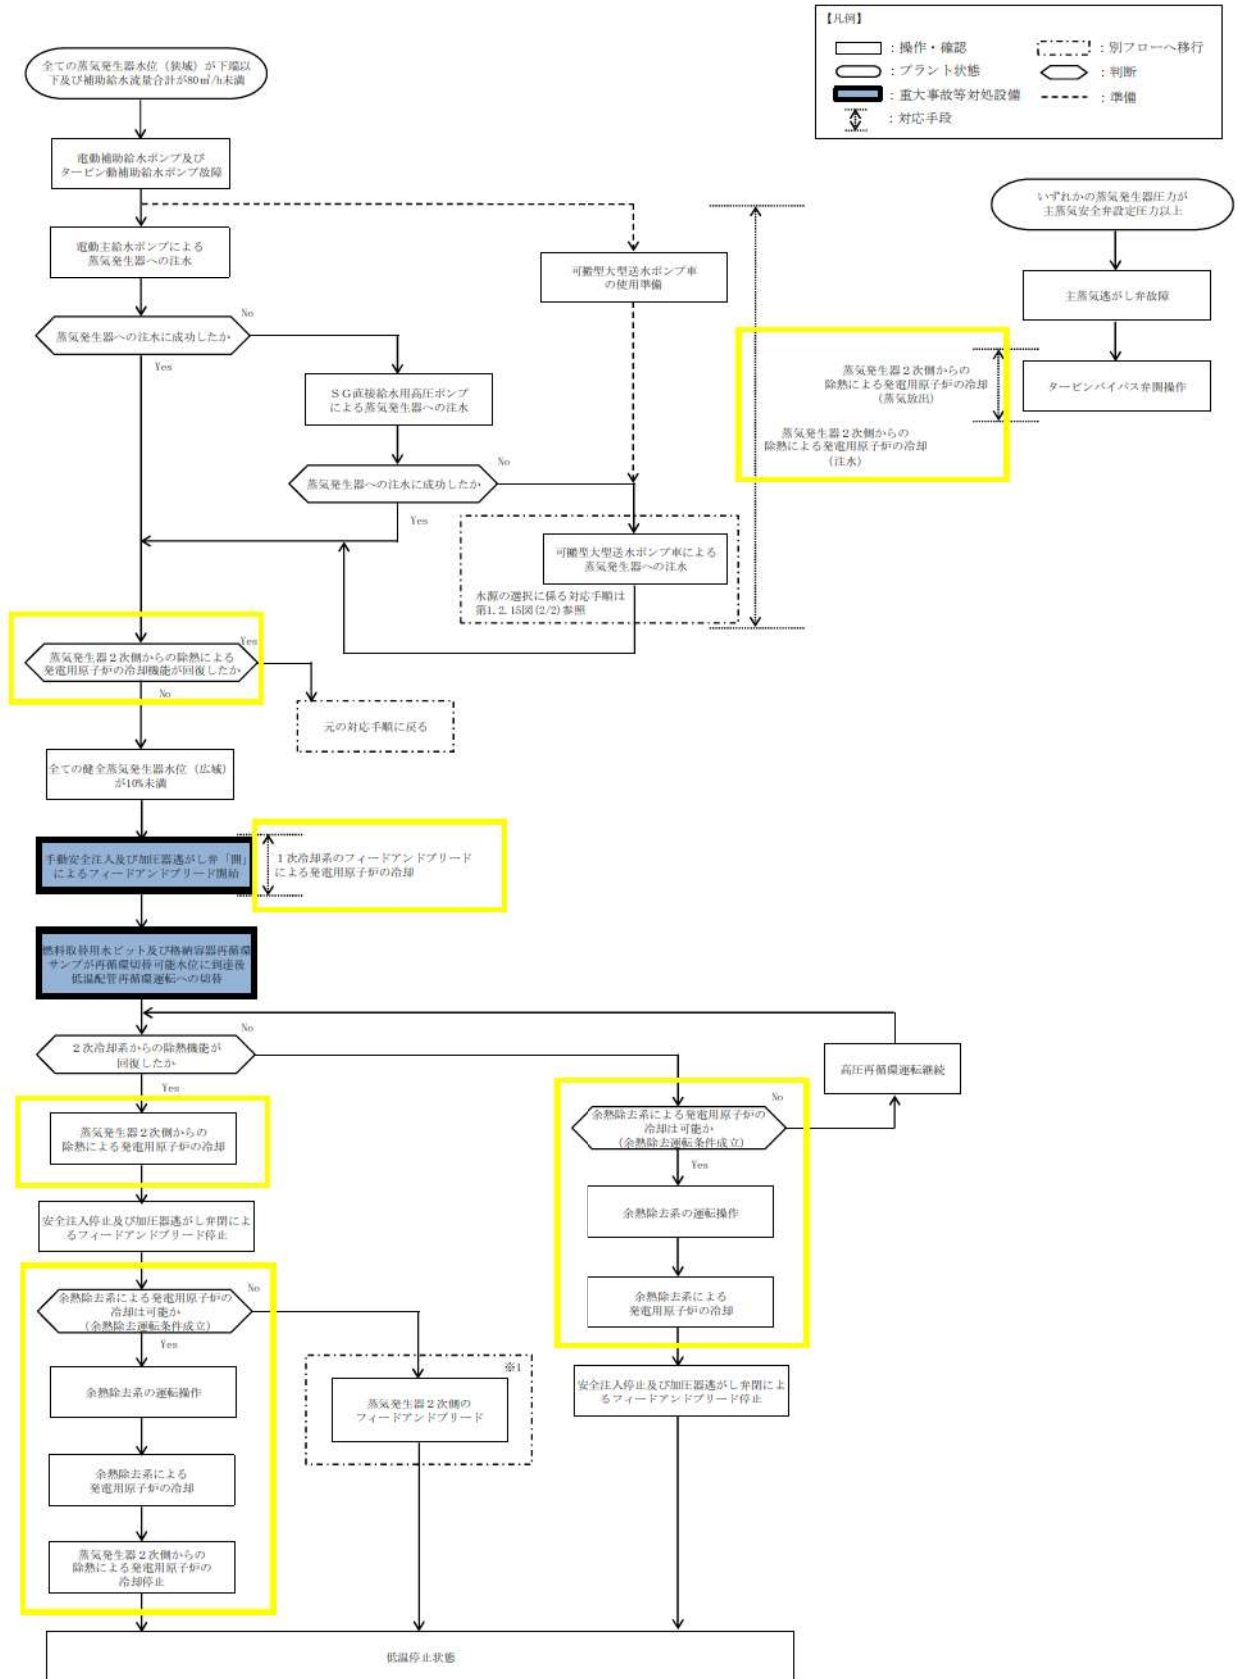 【凡例】
：操作・確認
：別フローへ移行
：プラント状態
：判断
：重大事故等対処設備
：準備
：対応手段
全ての蒸気発生器水位（狭域）が下端以
下及び補助給水流量合計が80㎥/h未満
電動補助給水ポンプ及び
タービン動補助給水ポンプ故障
電動主給水ポンプによる
蒸気発生器への注水
可搬型大型送水ポンプ車
の使用準備
蒸気発生器への注水に成功したか
No
Yes
ＳＧ直接給水用高圧ポンプ
による蒸気発生器への注水
蒸気発生器への注水に成功したか
No
Yes
可搬型大型送水ポンプ車による
蒸気発生器への注水
水源の選択に係る対応手順は
第1.2.15図(2/2)参照
いずれかの蒸気発生器圧力が
主蒸気安全弁設定圧力以上
主蒸気逃がし弁故障
タービンバイパス弁開操作
蒸気発生器２次側からの
除熱による発電用原子炉の冷却
（蒸気放出）
蒸気発生器２次側からの
除熱による発電用原子炉の冷却
（注水）
蒸気発生器２次側からの除熱による
発電用原子炉の冷却機能が回復したか
Yes
No
元の対応手順に戻る
全ての健全蒸気発生器水位（広域）
が10%未満
手動安全注入及び加圧器逃がし弁「開」
によるフィードアンドブリード開始
１次冷却系のフィードアンドブリード
による発電用原子炉の冷却
燃料取替用水ピット及び格納容器再循環
サンプが再循環切替可能水位に到達後
低温配管再循環運転への切替
２次冷却系からの除熱機能が
回復したか
No
Yes
高圧再循環運転継続
蒸気発生器２次側からの
除熱による発電用原子炉の冷却
余熱除去系による発電用原子炉の
冷却は可能か
（余熱除去運転条件成立）
No
Yes
余熱除去系の運転操作
余熱除去系による
発電用原子炉の冷却
安全注入停止及び加圧器逃がし弁閉によ
るフィードアンドブリード停止
安全注入停止及び加圧器逃がし弁閉によ
るフィードアンドブリード停止
余熱除去系による発電用原子炉の
冷却は可能か
（余熱除去運転条件成立）
No
Yes
※1
蒸気発生器２次側の
フィードアンドブリード
余熱除去系の運転操作
余熱除去系による
発電用原子炉の冷却
蒸気発生器２次側からの
除熱による発電用原子炉の
冷却停止
低温停止状態